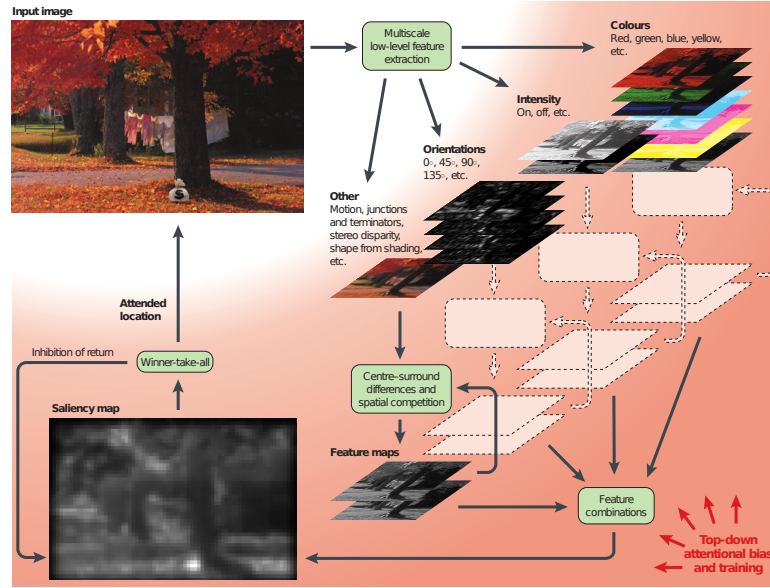 Input image
Multiscale
low-level feature
extraction
Colours
Red, green, blue, yellow,
etc.
Intensity
On, off, etc.
Orientations
0°, 45°, 90°,
135°, etc.
Other
Motion, junctions
and terminators,
stereo disparity,
shape from shading,
etc.
$
Attended
location
Inhibition of return
Winner-take-all
Centre–surround
differences and
spatial competition
Saliency map
Feature maps
Feature
combinations
Top-down
attentional bias
and training